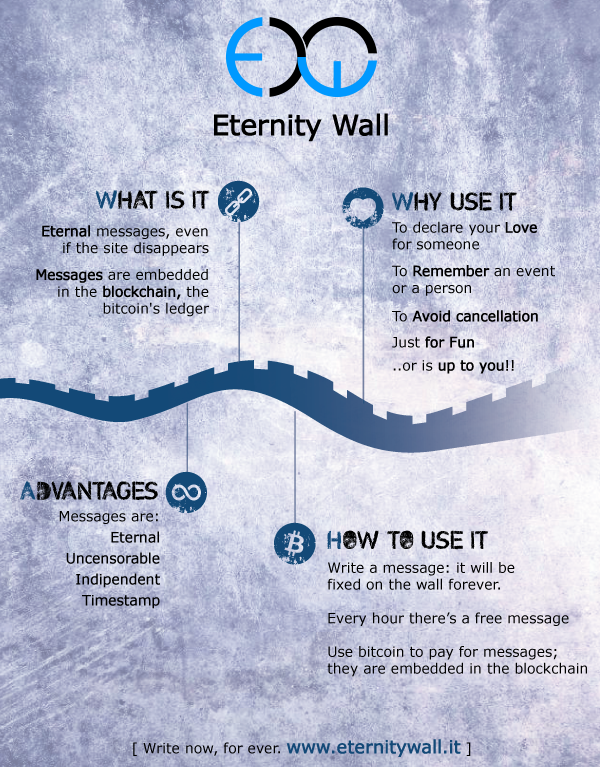 Eternity Wall
WHAT IS IT
Eternal messages, even
if the site disappears
Messages are embedded
in the blockchain, the
bitcoin's ledger
WHY USE IT
To declare your Love
for someone
To Remember an event
or a person
To Avoid cancellation
Just for Fun
..or is up to you!!
ADVANTAGES
Messages are:
Eternal
Uncensorable
Indipendent
Timestamp
HOW TO USE IT
Write a message: it will be
fixed on the wall forever.
Every hour there's a free message
Use bitcoin to pay for messages;
they are embedded in the blockchain
[ Write now, for ever. www.eternitywall.it ]